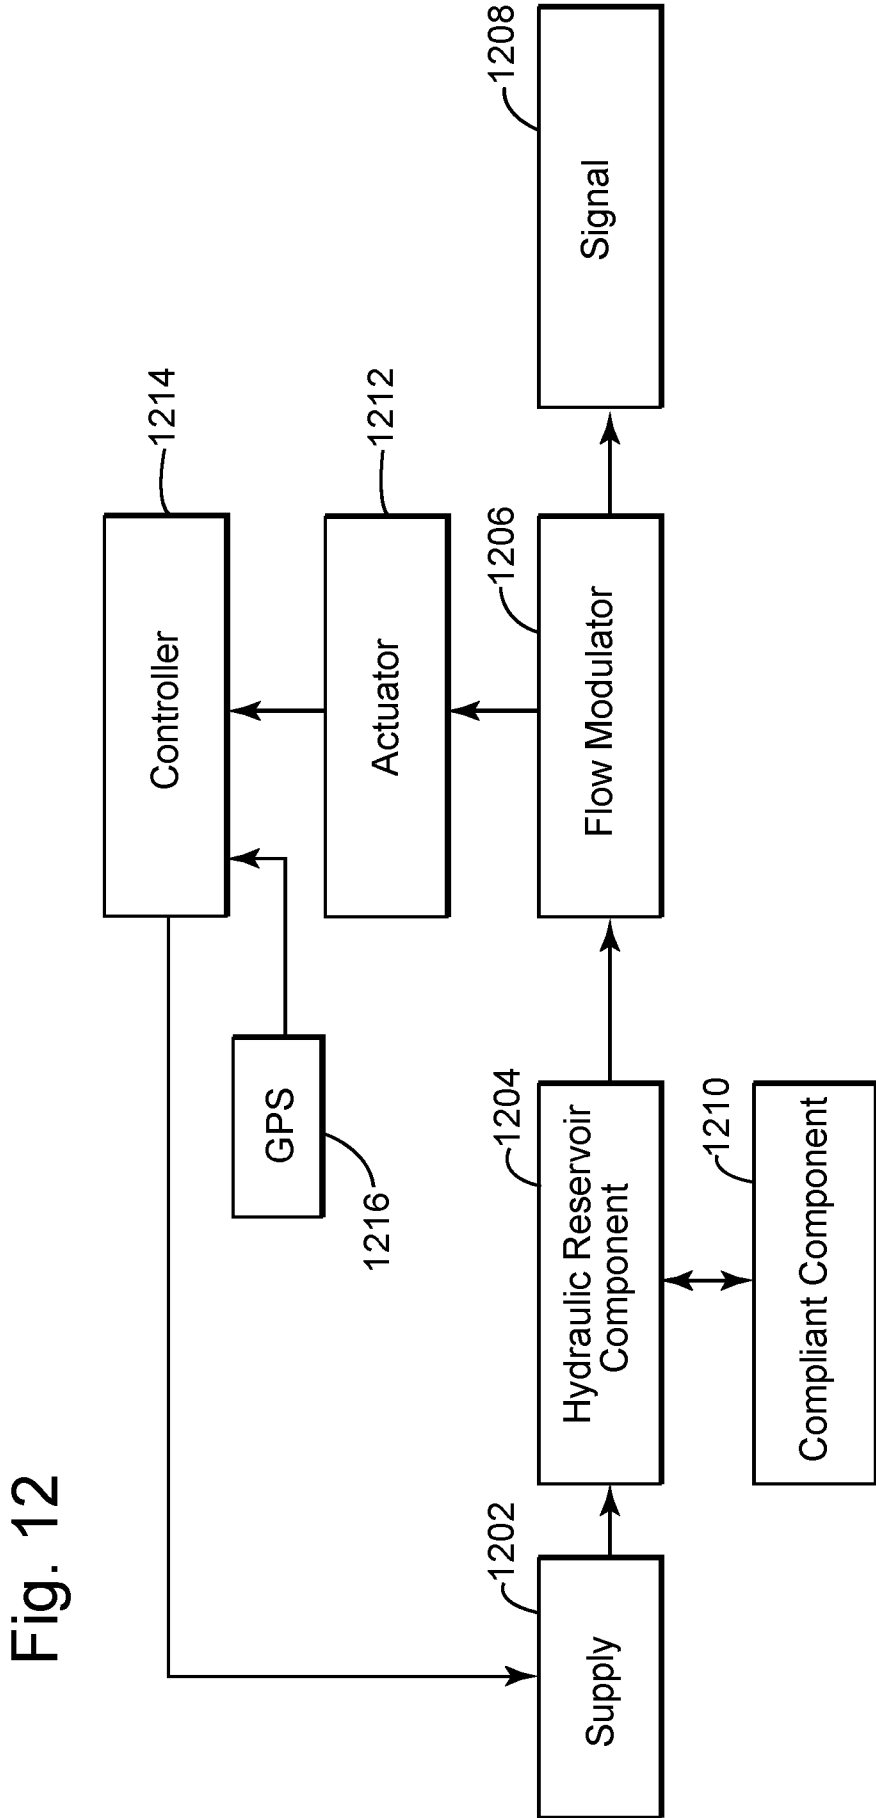 Fig. 12
1214
Controller
GPS
1216
1212
Actuator
1202
Supply
1204
Hydraulic Reservoir
Component
1206
Flow Modulator
1208
Signal
1210
Compliant Component